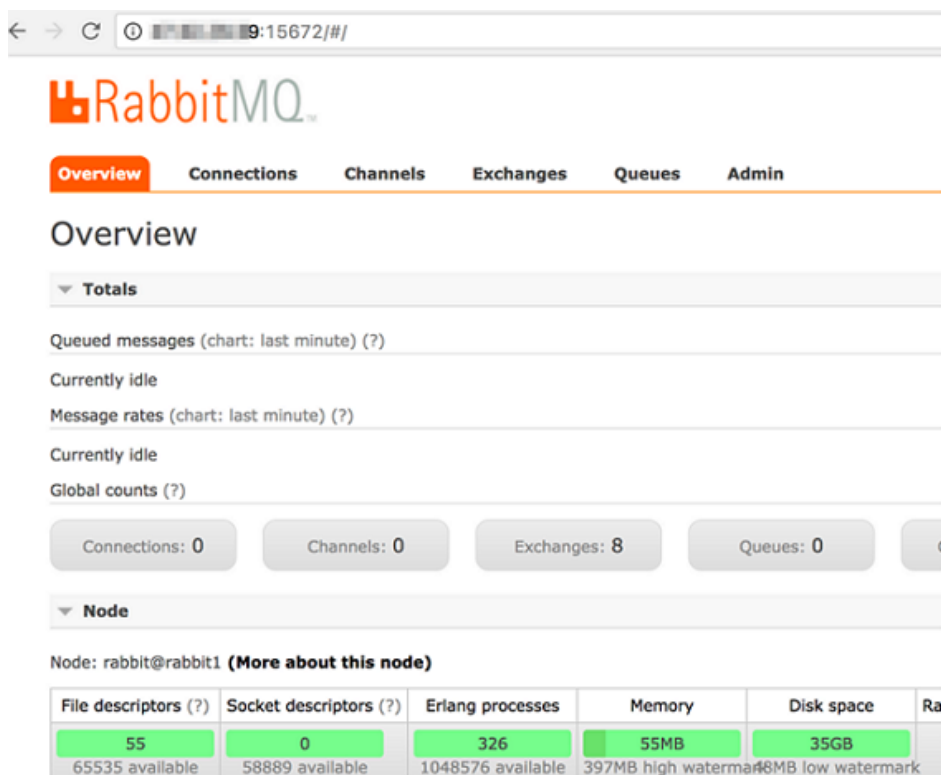 9:15672/#/
RabbitMQ
Overview Connections Channels Exchanges Queues Admin
Overview
Totals
Queued messages (chart: last minute) (?)
Currently idle
Message rates (chart: last minute) (?)
Currently idle
Global counts (?)
Connections: 0 Channels: 0 Exchanges: 8 Queues: 0
Node
Node: rabbit@rabbit1 (More about this node)
File descriptors (?) Socket descriptors (?) Erlang processes Memory Disk space Ra
55 0 326 55MB 35GB
65535 available 58889 available 1048576 available 397MB high watermark 48MB low watermark